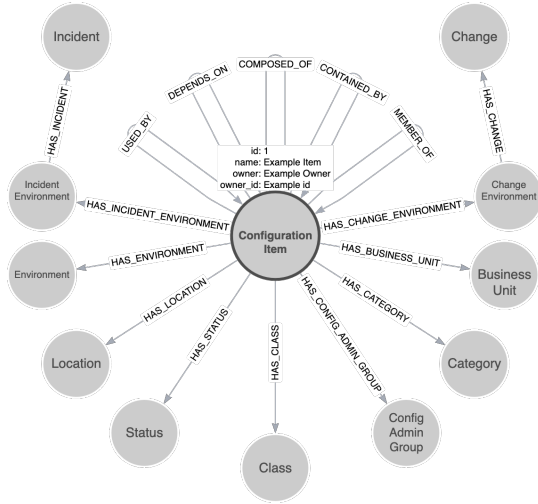 Incident
Change
COMPOSED_OF
DEPENDS_ON
CONTAINED_BY
USED_BY
MEMBER_OF
HAS_INCIDENT
HAS_CHANGE
id: 1
name: Example Item
owner: Example Owner
owner_id: Example id
Incident
Environment
Change
Environment
HAS_INCIDENT_ENVIRONMENT
HAS_CHANGE_ENVIRONMENT
Configuration
Item
HAS_ENVIRONMENT
HAS_BUSINESS_UNIT
Environment
Business
Unit
HAS_LOCATION
HAS_STATUS
HAS_CLASS
HAS_CONFIG_ADMIN_GROUP
HAS_CATEGORY
Location
Category
Status
Config
Admin
Group
Class